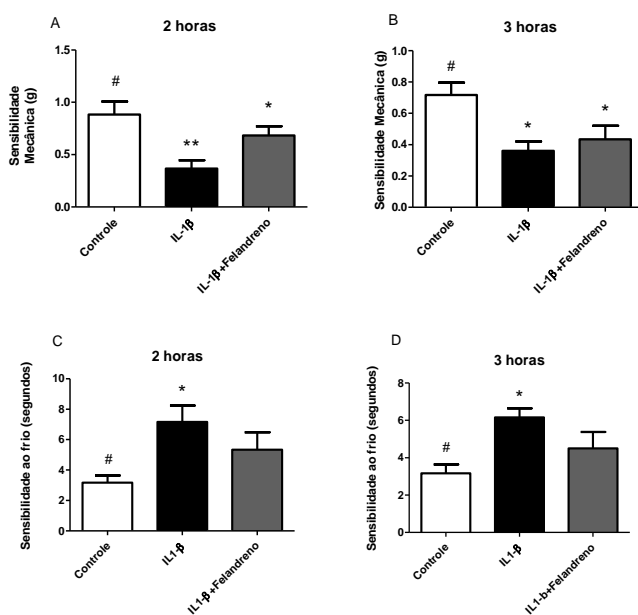 A
2 horas
Sensibilidade
Mecânica (g)
1.5
1.0
0.5
0.0
#
**
*
Controle
IL-1β
IL-1β+Felandreno
B
3 horas
Sensibilidade Mecânica (g)
1.0
0.8
0.6
0.4
0.2
0.0
#
*
*
Controle
IL-1β
IL-1β+Felandreno
C
2 horas
Sensibilidade ao frio (segundos)
10
8
6
4
2
0
#
*
Controle
IL1-β
IL1-β+Felandreno
D
3 horas
Sensibilidade ao frio (segundos)
8
6
4
2
0
#
*
Controle
IL1-β
IL1-b+Felandreno